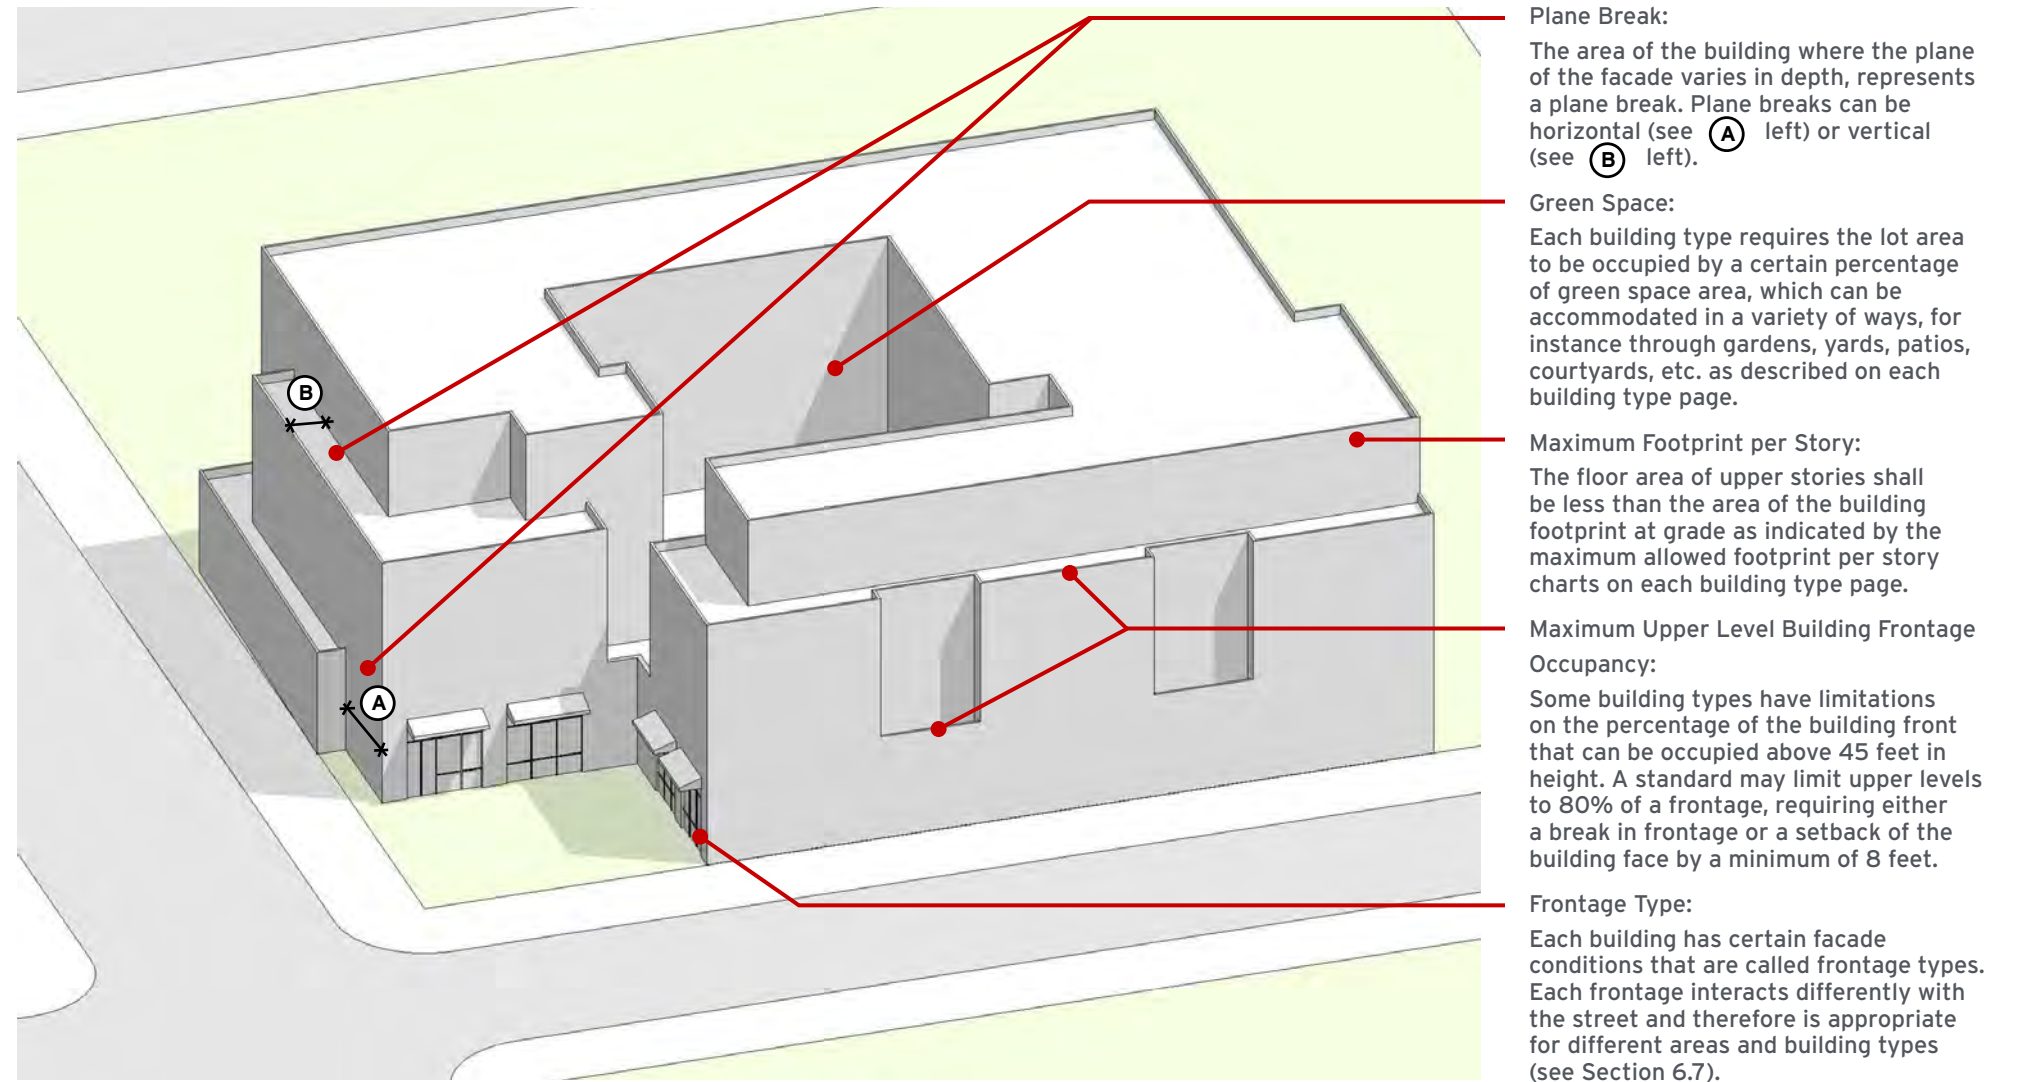 Plane Break:
The area of the building where the plane
of the facade varies in depth, represents
a plane break. Plane breaks can be
horizontal (see A left) or vertical
(see B left).
Green Space:
Each building type requires the lot area
to be occupied by a certain percentage
of green space area, which can be
accommodated in a variety of ways, for
instance through gardens, yards, patios,
courtyards, etc. as described on each
building type page.
Maximum Footprint per Story:
The floor area of upper stories shall
be less than the area of the building
footprint at grade as indicated by the
maximum allowed footprint per story
charts on each building type page.
Maximum Upper Level Building Frontage
Occupancy:
Some building types have limitations
on the percentage of the building front
that can be occupied above 45 feet in
height. A standard may limit upper levels
to 80% of a frontage, requiring either
a break in frontage or a setback of the
building face by a minimum of 8 feet.
Frontage Type:
Each building has certain facade
conditions that are called frontage types.
Each frontage interacts differently with
the street and therefore is appropriate
for different areas and building types
(see Section 6.7).
B
A